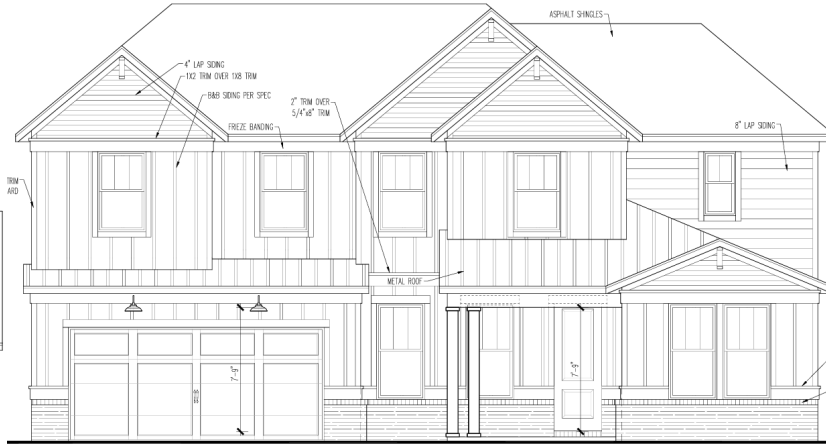 ASPHALT SHINGLES
4" LAP SIDING
1X2 TRIM OVER 1X8 TRIM
B&B SIDING PER SPEC
2" TRIM OVER
5/4"x8" TRIM
FRIEZE BANDING
8" LAP SIDING
TRIM
ARD
METAL ROOF
7'-9"
7'-9"